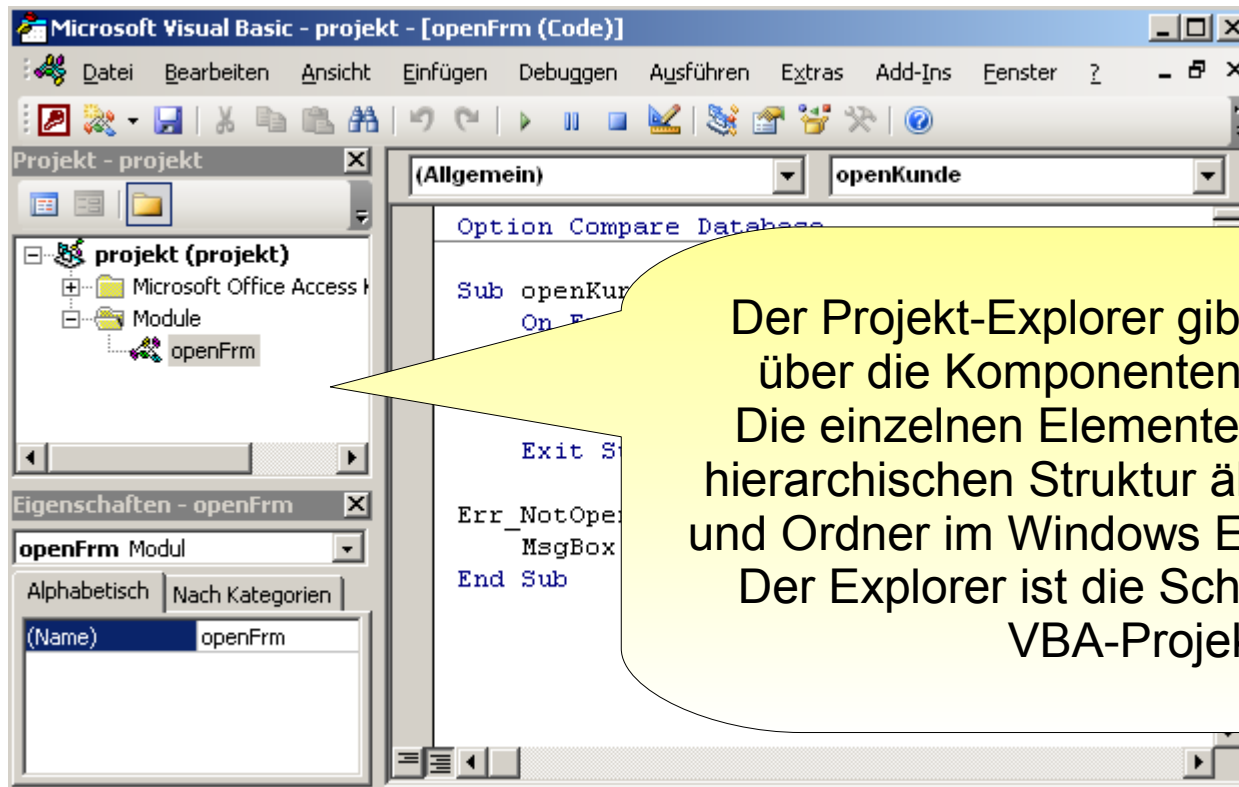 Microsoft Visual Basic - projekt - [openFrm (Code)]
Datei Bearbeiten Ansicht Einfügen Debuggen Ausführen Extras Add-Ins Fenster ?
Projekt - projekt
(Allgemein) openKunde
projekt (projekt)
Microsoft Office Access
Module
openFrm
Eigenschaften - openFrm
openFrm Modul
Alphabetisch Nach Kategorien
(Name) openFrm
Option Compare Database
Sub openKun
On E
Exit S
Err_NotOpe
MsgBox
End Sub
Der Projekt-Explorer gib
über die Komponenten
Die einzelnen Elemente
hierarchischen Struktur ä
und Ordner im Windows E
Der Explorer ist die Sch
VBA-Proje